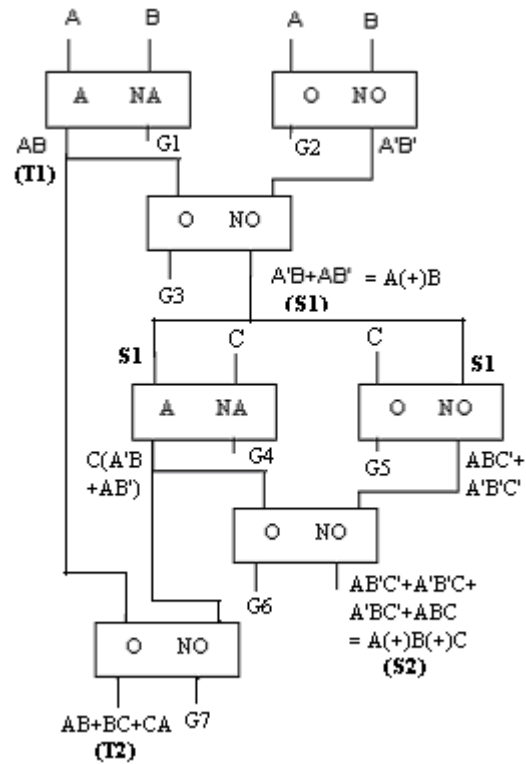 A B A B
A NA O NO
AB G1 G2 A'B'
(T1)
O NO
G3 A'B+AB' = A(+)B
(S1)
S1 C C S1
A NA O NO
C(A'B G4 G5 ABC'+
+AB') A'B'C'
O NO
G6 AB'C'+A'B'C+
A'BC'+ABC
O NO = A(+)B(+)C
(S2)
AB+BC+CA G7
(T2)